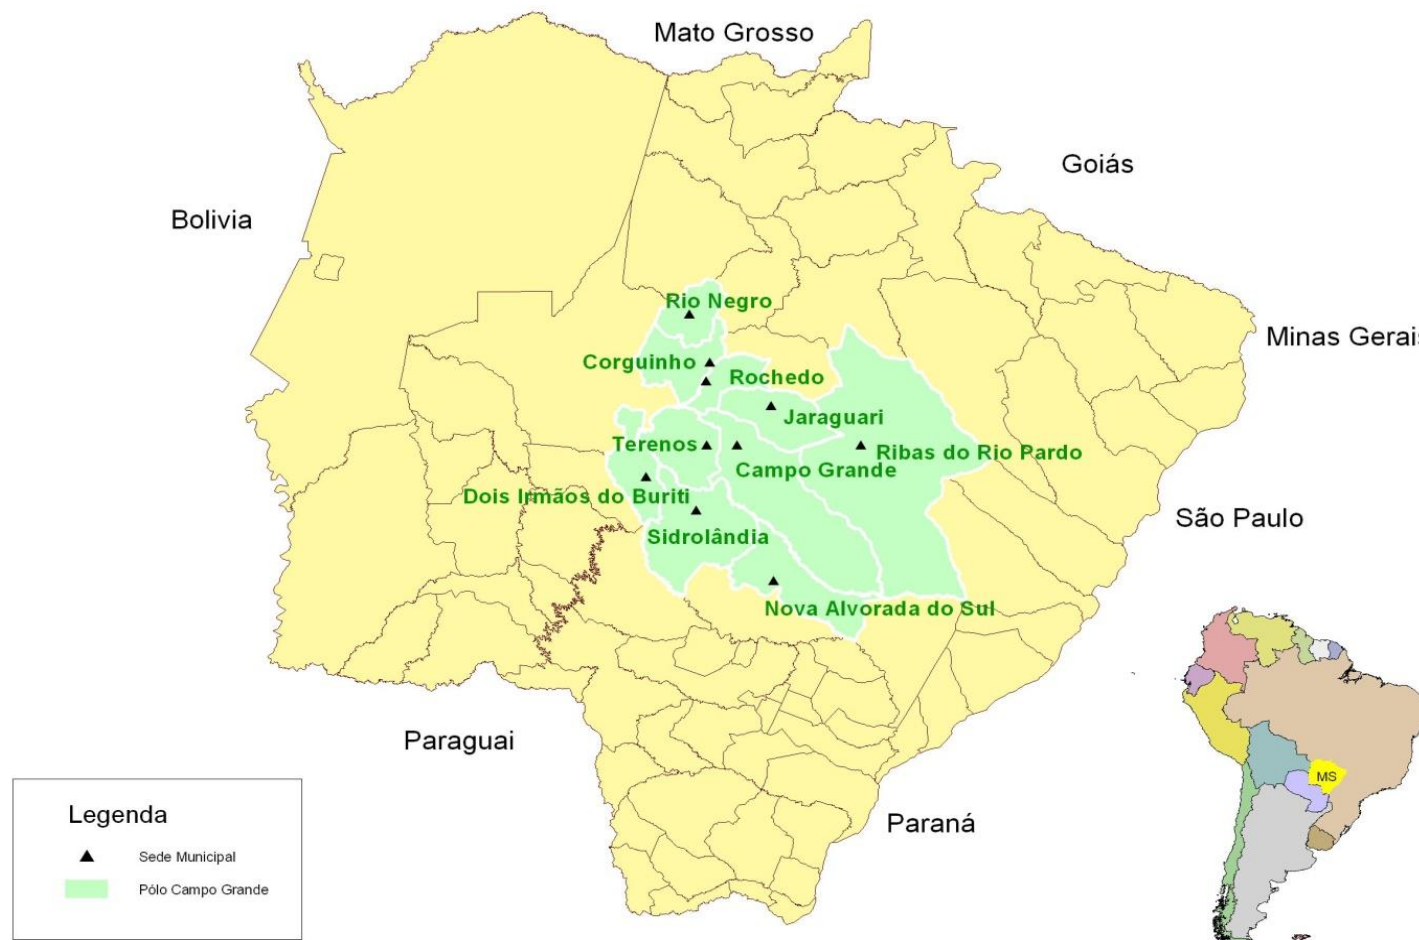 Mato Grosso
Goiás
Bolivia
Rio Negro
Minas Gerais
Corguinho
Rochedo
Jaraguari
Terenos
Ribas do Rio Pardo
Campo Grande
Dois Irmãos do Buriti
São Paulo
Sidrolândia
Nova Alvorada do Sul
Paraguai
MS
Paraná
Legenda
Sede Municipal
Pólo Campo Grande